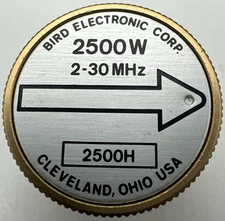 BIRD ELECTRONIC CORP.
2500W
2-30MHz
2500H
CLEVELAND, OHIO USA